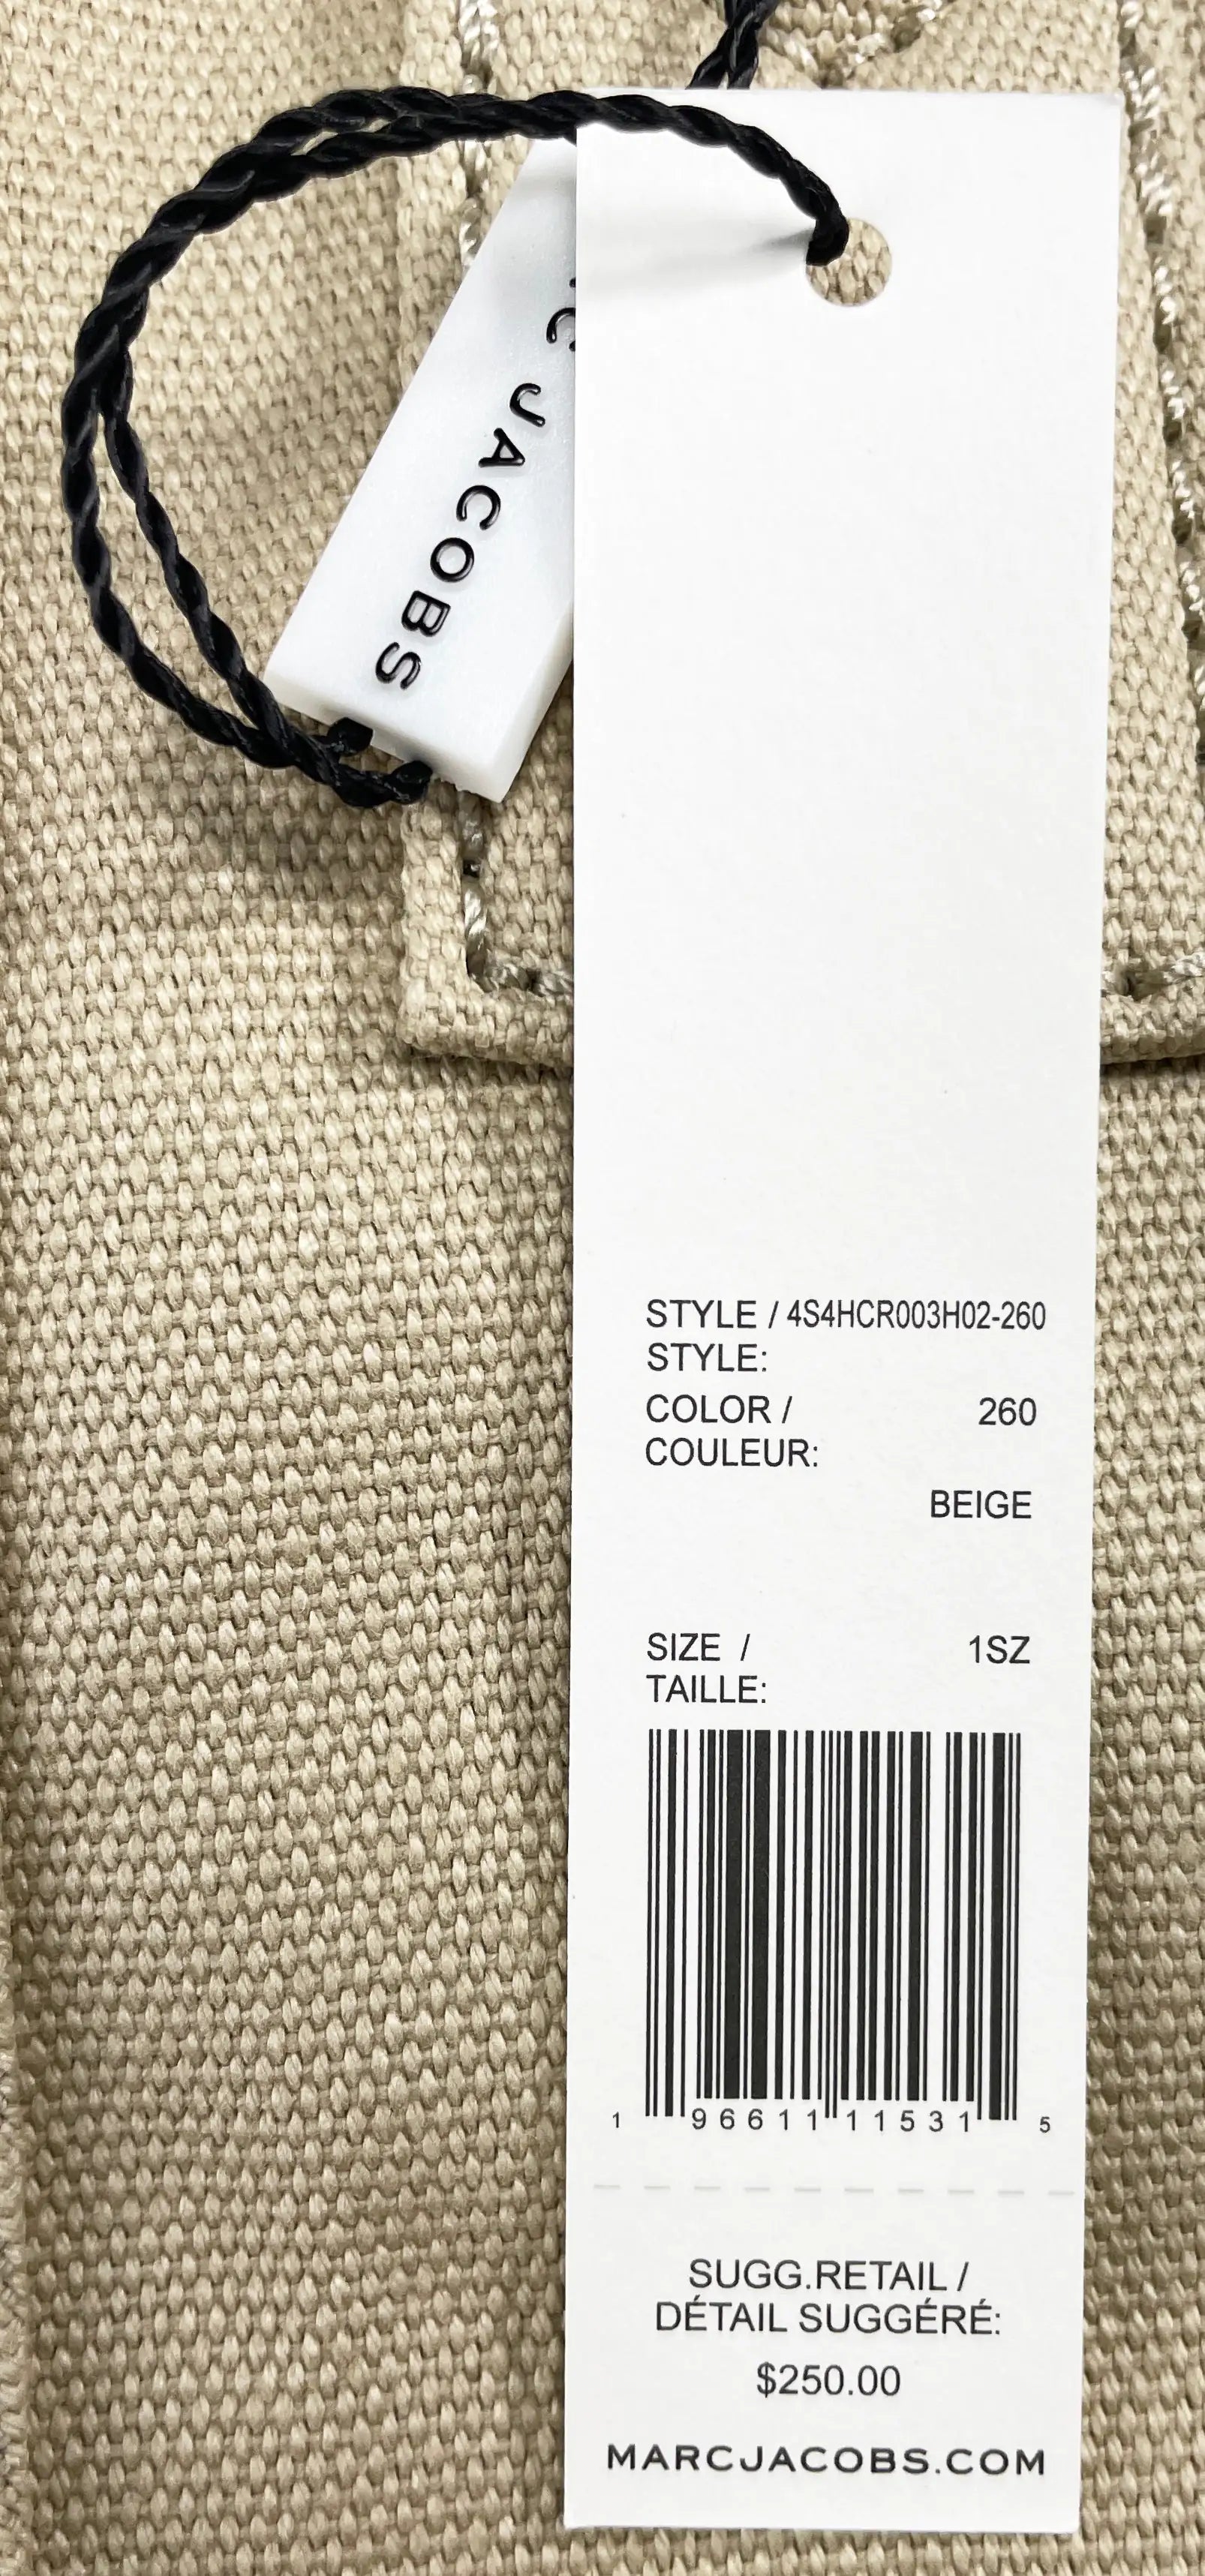 C JACOBS
STYLE / 4S4HCR003H02-260
STYLE:
COLOR / 260
COULEUR:
BEIGE
SIZE / 1SZ
TAILLE:
1 96611 11531 5
SUGG.RETAIL /
DÉTAIL SUGGÉRÉ:
$250.00
MARCJACOBS.COM